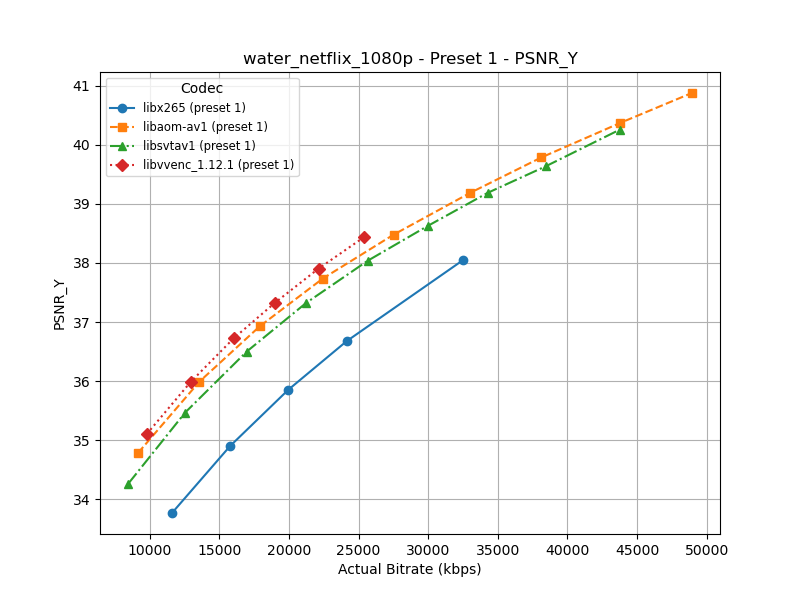 water_netflix_1080p - Preset 1 - PSNR_Y
Codec
libx265 (preset 1)
libaom-av1 (preset 1)
libsvtav1 (preset 1)
libvvenc_1.12.1 (preset 1)
41
40
39
38
37
36
35
34
PSNR_Y
10000 15000 20000 25000 30000 35000 40000 45000 50000
Actual Bitrate (kbps)